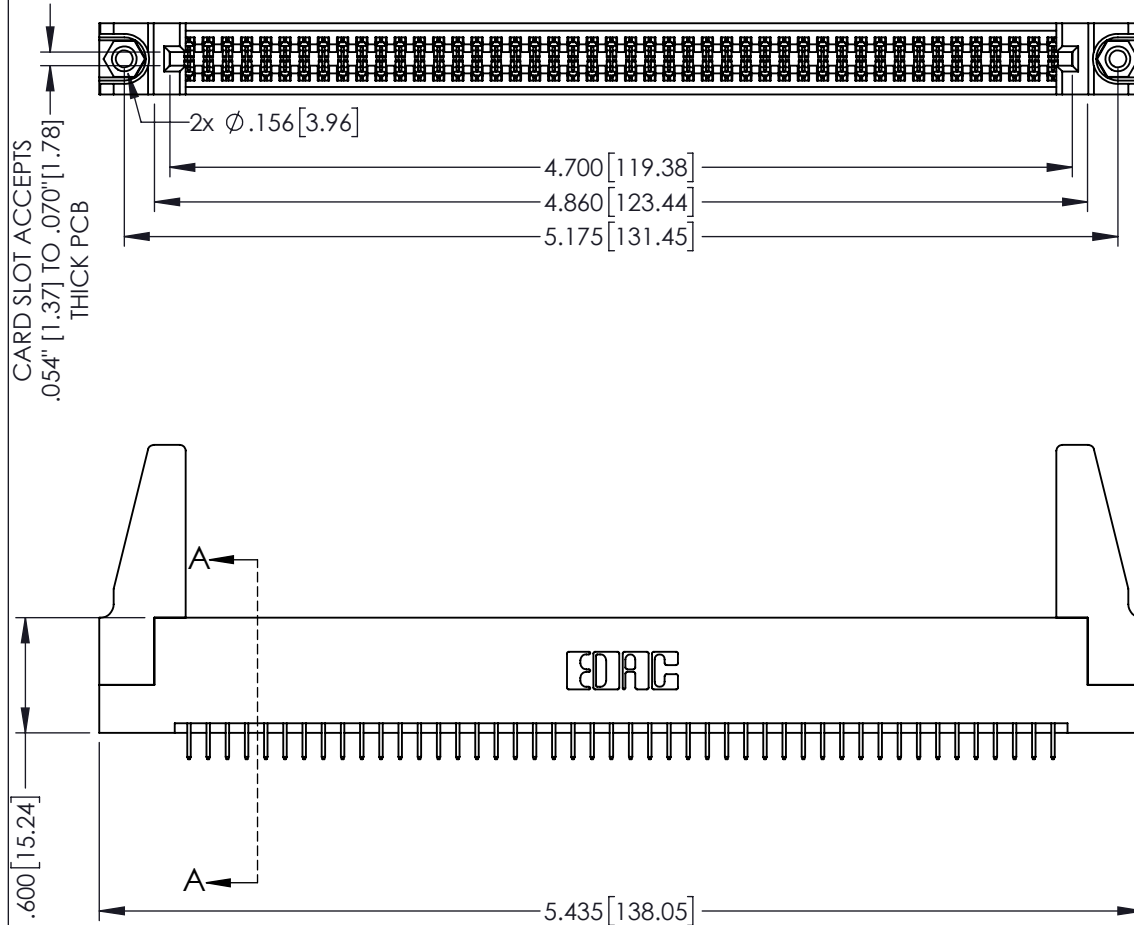 2x Ø.156[3.96]
4.700[119.38]
4.860[123.44]
5.175[131.45]
CARD SLOT ACCEPTS
.054" [1.37] TO .070"[1.78]
THICK PCB
A
EDAC
A
.600[15.24]
5.435[138.05]